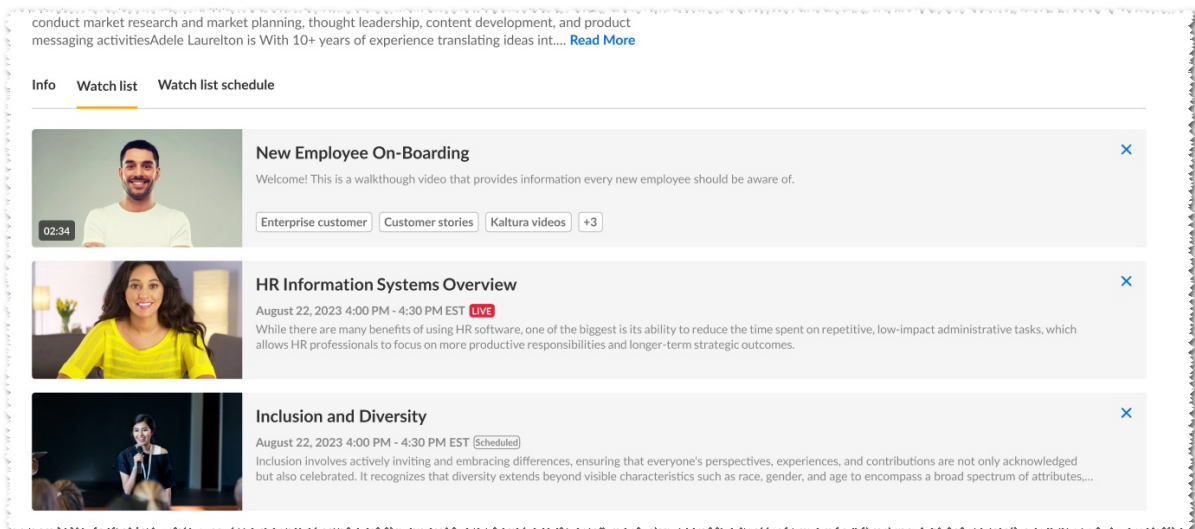 conduct market research and market planning, thought leadership, content development, and product
messaging activitiesAdele Laurelton is With 10+ years of experience translating ideas int.... Read More
Info Watch list Watch list schedule
New Employee On-Boarding
Welcome! This is a walkthough video that provides information every new employee should be aware of.
02:34
Enterprise customer Customer stories Kaltura videos +3
HR Information Systems Overview
August 22, 2023 4:00 PM - 4:30 PM EST LIVE
While there are many benefits of using HR software, one of the biggest is its ability to reduce the time spent on repetitive, low-impact administrative tasks, which
allows HR professionals to focus on more productive responsibilities and longer-term strategic outcomes.
Inclusion and Diversity
August 22, 2023 4:00 PM - 4:30 PM EST Scheduled
Inclusion involves actively inviting and embracing differences, ensuring that everyone's perspectives, experiences, and contributions are not only acknowledged
but also celebrated. It recognizes that diversity extends beyond visible characteristics such as race, gender, and age to encompass a broad spectrum of attributes,...